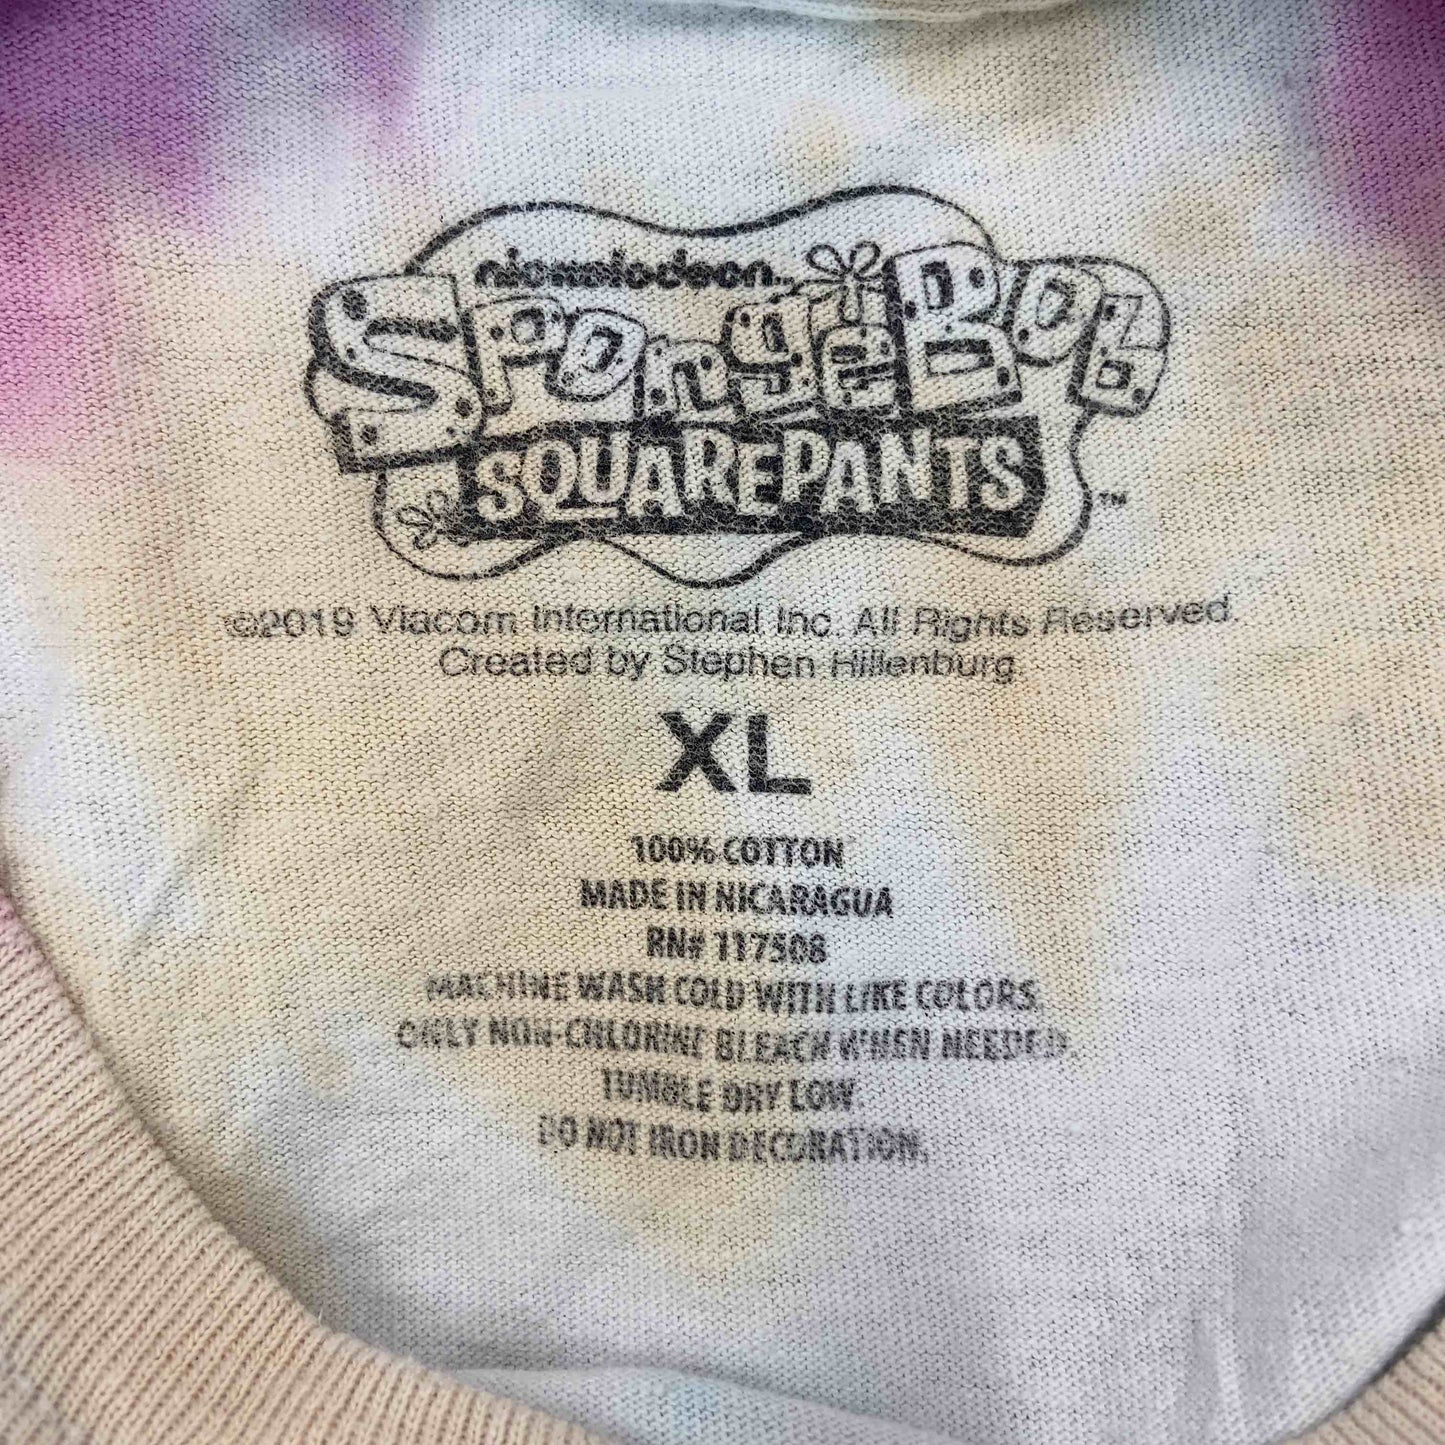 nickelodeon
SpongeBob
SQUAREPANTS ™
©2019 Viacom International Inc. All Rights Reserved.
Created by Stephen Hillenburg.
XL
100% COTTON
MADE IN NICARAGUA
RN# 117508
MACHINE WASH COLD WITH LIKE COLORS.
ONLY NON-CHLORINE BLEACH WHEN NEEDED.
TUMBLE DRY LOW.
DO NOT IRON DECORATION.